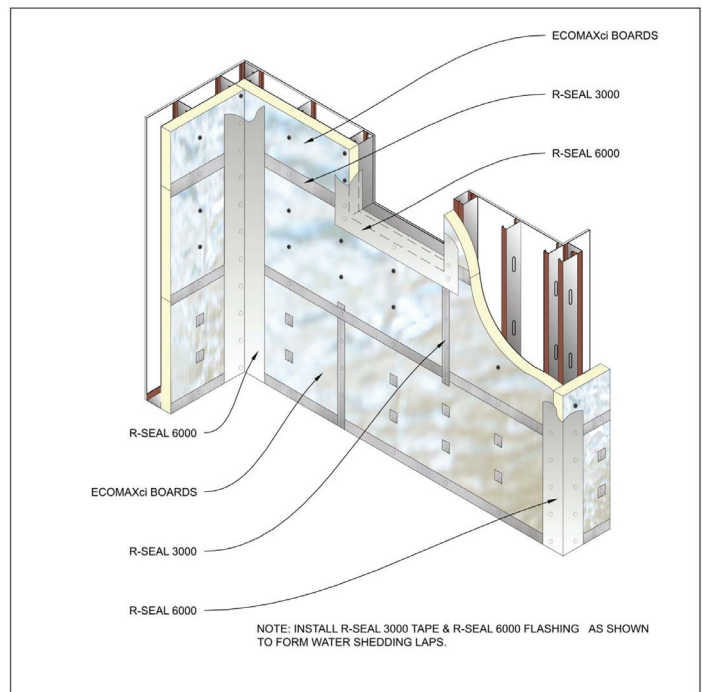 ECOMAXci BOARDS
R-SEAL 3000
R-SEAL 6000
R-SEAL 6000
ECOMAXci BOARDS
R-SEAL 3000
R-SEAL 6000
NOTE: INSTALL R-SEAL 3000 TAPE & R-SEAL 6000 FLASHING AS SHOWN
TO FORM WATER SHEDDING LAPS.